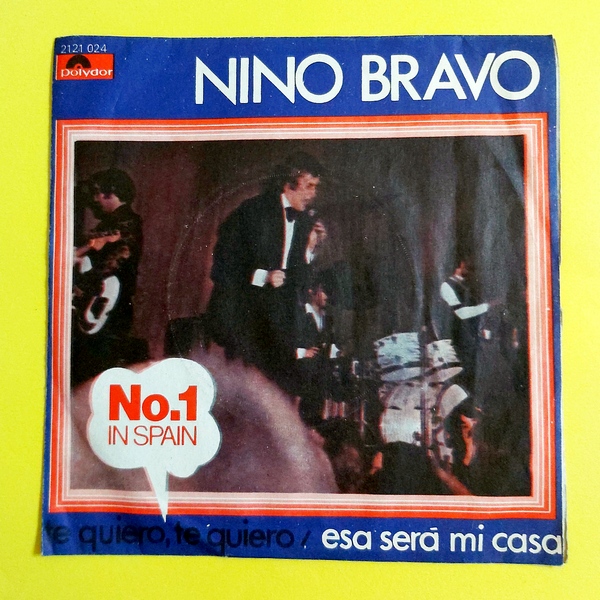 2121 024
polydor
NINO BRAVO
No.1
IN SPAIN
te quiero, te quiero / esa será mi casa